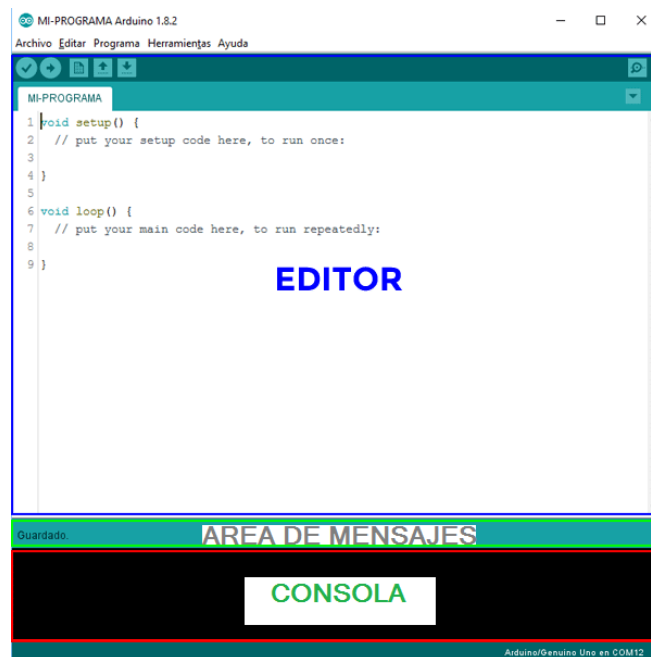 MI-PROGRAMA Arduino 1.8.2
Archivo Editar Programa Herramientas Ayuda
MI-PROGRAMA
1 void setup() {
2   // put your setup code here, to run once:
3
4 }
5
6 void loop() {
7   // put your main code here, to run repeatedly:
8
9 }
EDITOR
Guardado.
AREA DE MENSAJES
CONSOLA
Arduino/Genuino Uno en COM12